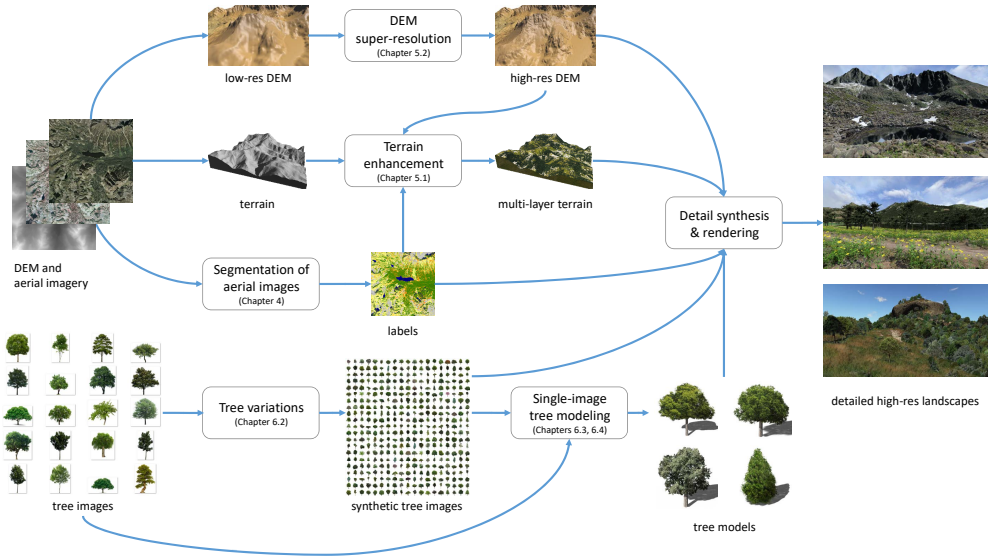 DEM
super-resolution
(Chapter 5.2)
low-res DEM
high-res DEM
Terrain
enhancement
(Chapter 5.1)
terrain
multi-layer terrain
Detail synthesis
& rendering
DEM and
aerial imagery
Segmentation of
aerial images
(Chapter 4)
labels
detailed high-res landscapes
Tree variations
(Chapter 6.2)
Single-image
tree modeling
(Chapters 6.3, 6.4)
tree images
synthetic tree images
tree models